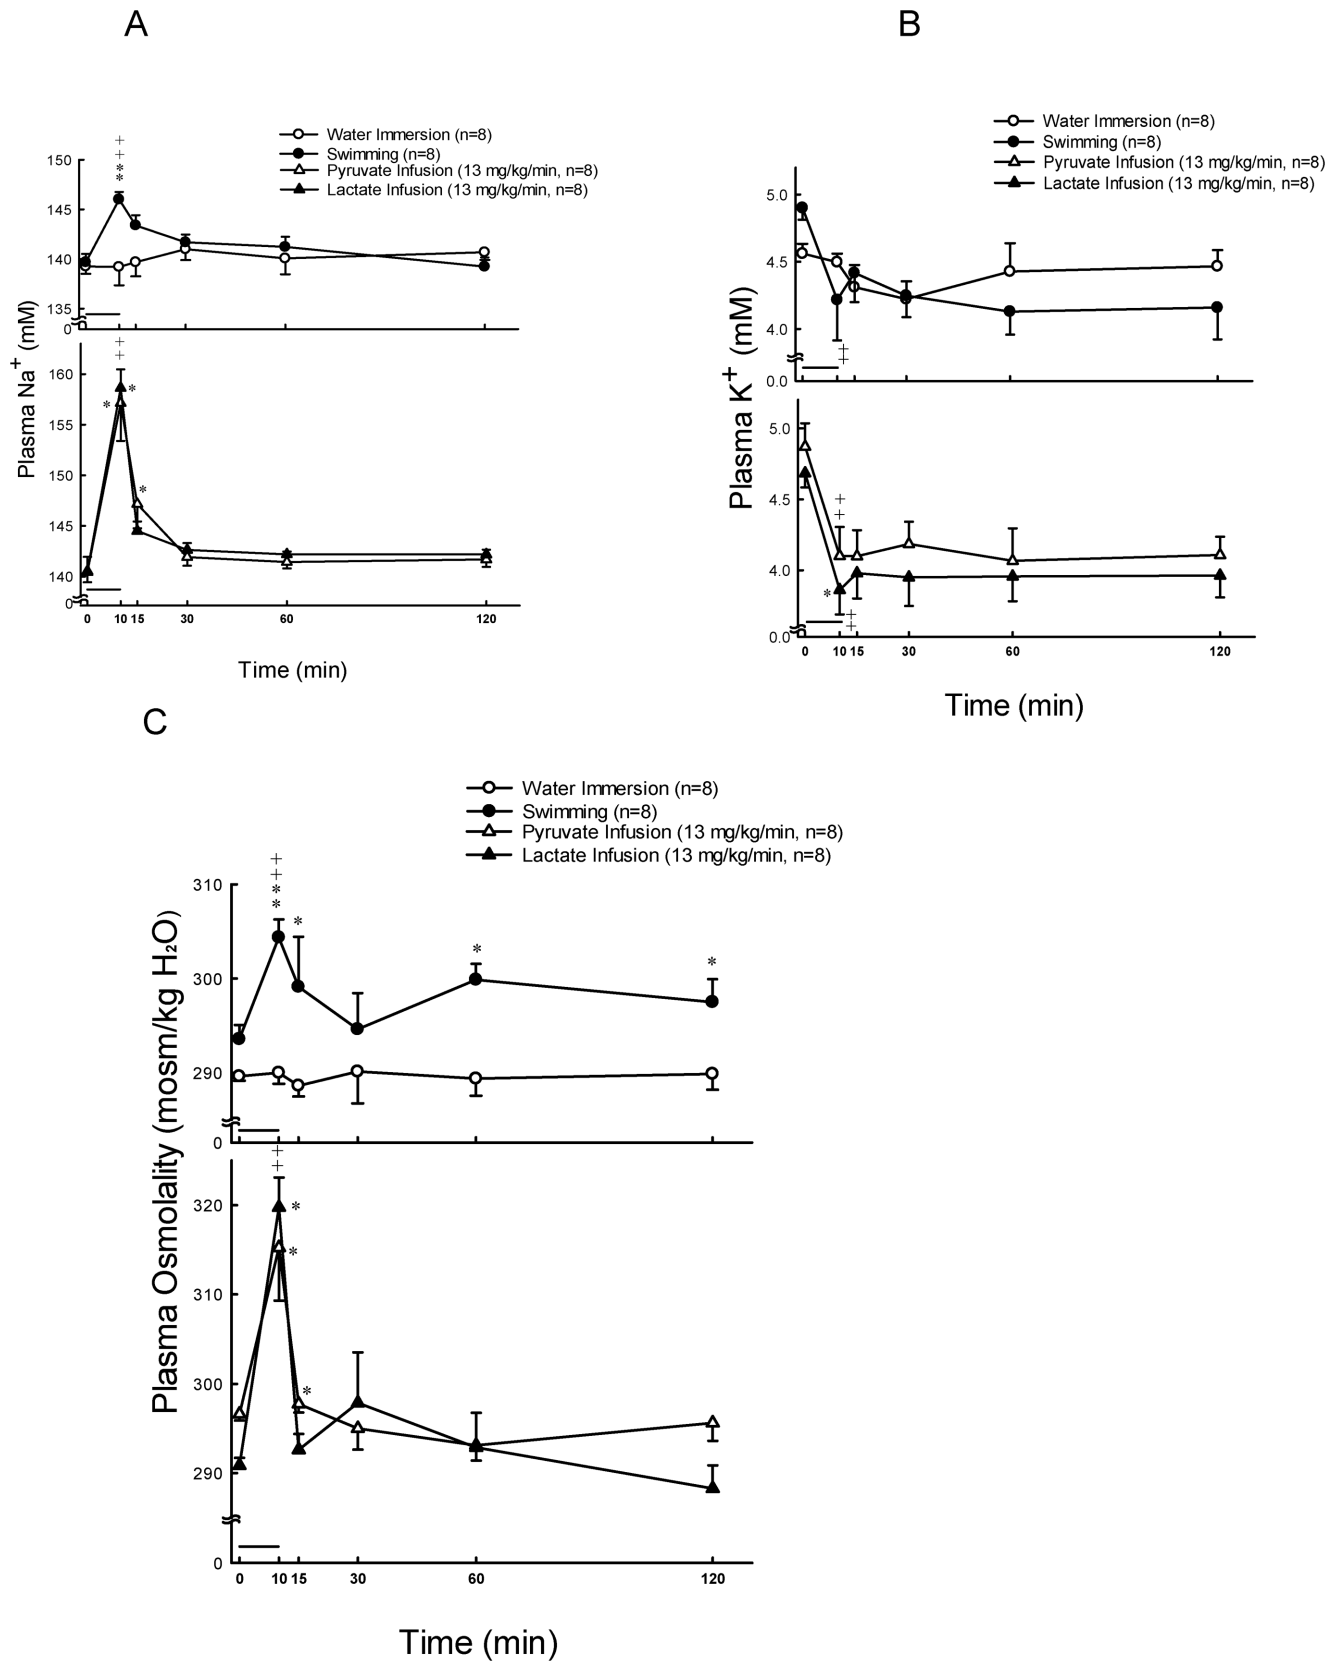 A
Water Immersion (n=8)
Swimming (n=8)
Pyruvate Infusion (13 mg/kg/min, n=8)
Lactate Infusion (13 mg/kg/min, n=8)
+
+
*
*
150
145
140
135
0
Plasma Na+ (mM)
+
+
*
*
*
160
155
150
145
140
0
0 10 15 30 60 120
Time (min)
B
Water Immersion (n=8)
Swimming (n=8)
Pyruvate Infusion (13 mg/kg/min, n=8)
Lactate Infusion (13 mg/kg/min, n=8)
5.0
4.5
4.0
0.0
+
+
Plasma K+ (mM)
5.0
4.5
4.0
0.0
+
+
*
+
+
0 10 15 30 60 120
Time (min)
C
Water Immersion (n=8)
Swimming (n=8)
Pyruvate Infusion (13 mg/kg/min, n=8)
Lactate Infusion (13 mg/kg/min, n=8)
+
+
*
*
*
*
*
310
300
290
0
Plasma Osmolality (mosm/kg H₂O)
+
+
*
*
*
320
310
300
290
0
0 10 15 30 60 120
Time (min)